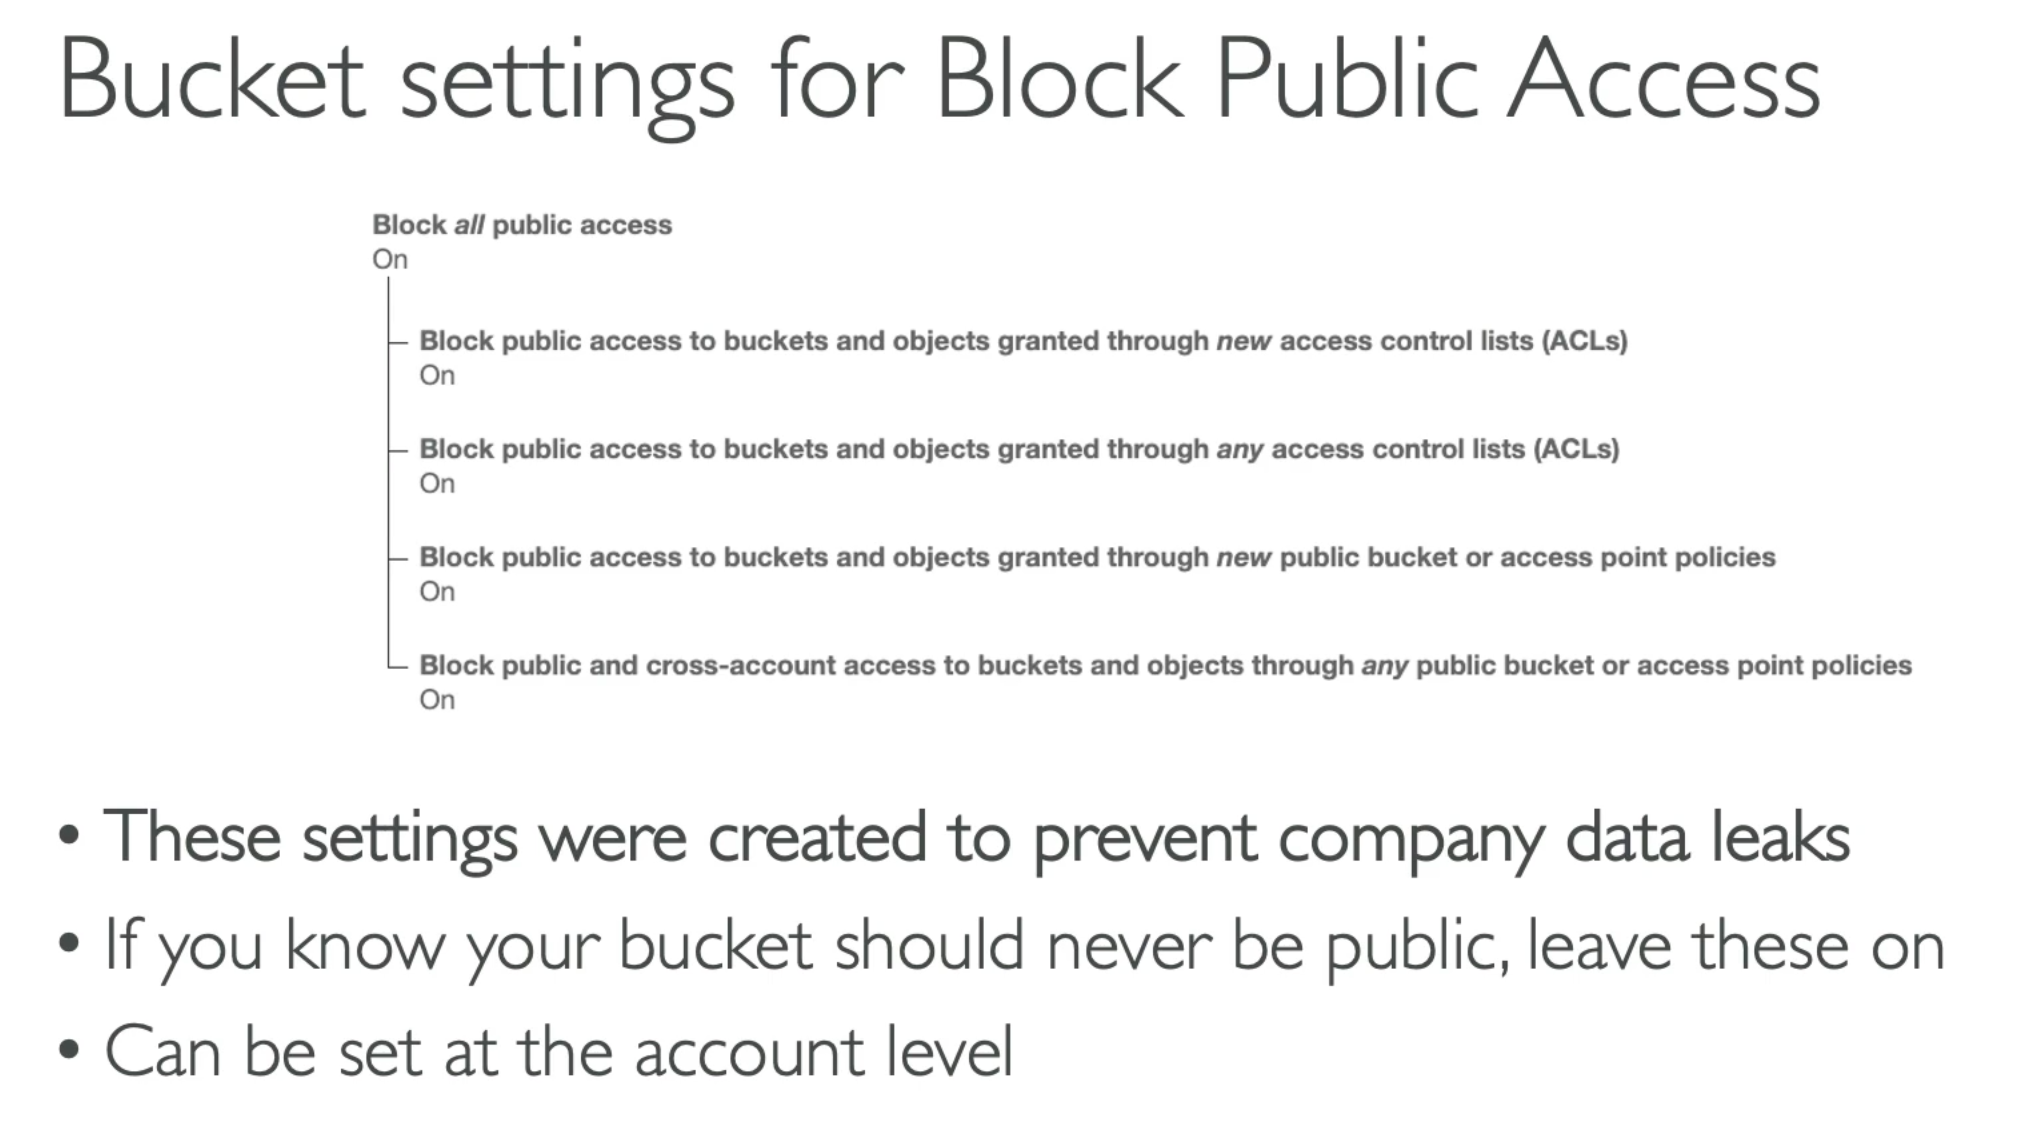 Bucket settings for Block Public Access
Block all public access
On
Block public access to buckets and objects granted through new access control lists (ACLs)
On
Block public access to buckets and objects granted through any access control lists (ACLs)
On
Block public access to buckets and objects granted through new public bucket or access point policies
On
Block public and cross-account access to buckets and objects through any public bucket or access point policies
On
• These settings were created to prevent company data leaks
• If you know your bucket should never be public, leave these on
• Can be set at the account level